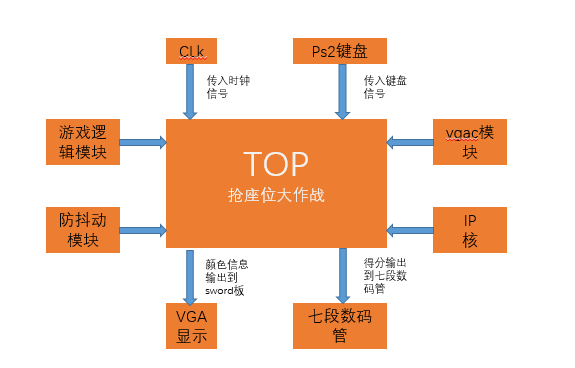 CLk
Ps2键盘
传入时钟
信号
传入键盘
信号
游戏逻
辑模块
TOP
抢座位大作战
vgac模
块
防抖动
模块
IP
核
颜色信息
输出到
sword板
得分输出
到七段数
码管
VGA
显示
七段数码
管